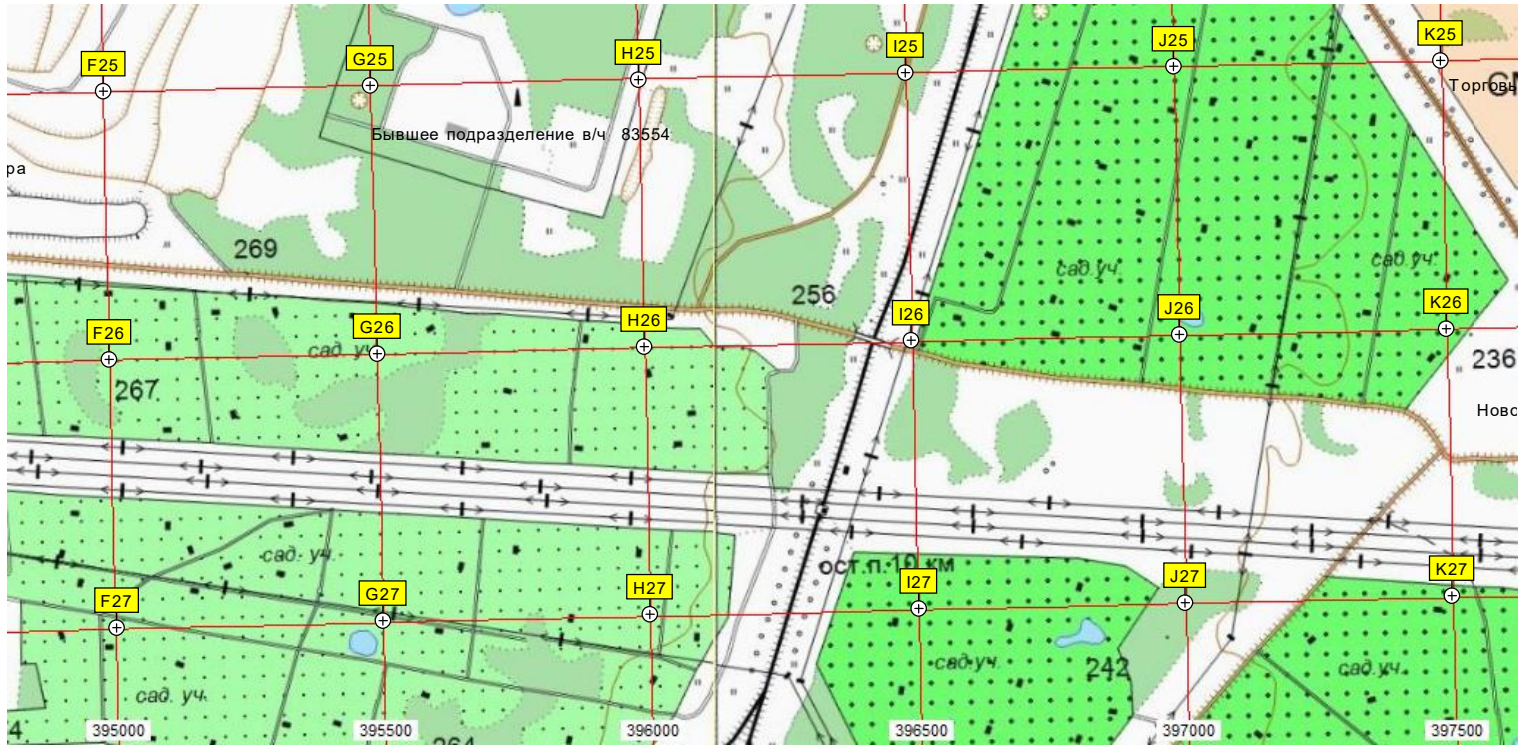 F25
G25
H25
I25
J25
K25
Торговы
Бывшее подразделение в/ч 83554
ра
269
256
сад.уч.
сад.уч.
F26
G26
H26
I26
J26
K26
сад. уч.
267
236
Ново
сад. уч.
ост.п.10 км
F27
G27
H27
I27
J27
K27
сад. уч.
сад.уч.
242
сад.уч.
4
264
395000
395500
396000
396500
397000
397500